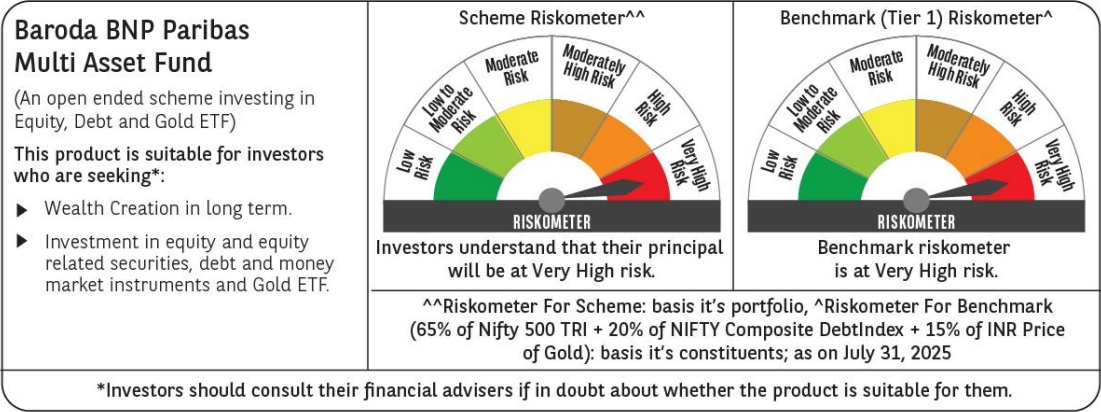 Baroda BNP Paribas
Multi Asset Fund
(An open ended scheme investing in
Equity, Debt and Gold ETF)
This product is suitable for investors
who are seeking*:
▶ Wealth Creation in long term.
▶ Investment in equity and equity
related securities, debt and money
market instruments and Gold ETF.
Scheme Riskometer^^
Low
Risk
Low to
Moderate
Risk
Moderate
Risk
Moderately
High Risk
High
Risk
Very High
Risk
RISKOMETER
Investors understand that their principal
will be at Very High risk.
Benchmark (Tier 1) Riskometer^
Low
Risk
Low to
Moderate
Risk
Moderate
Risk
Moderately
High Risk
High
Risk
Very High
Risk
RISKOMETER
Benchmark riskometer
is at Very High risk.
^^Riskometer For Scheme: basis it's portfolio, ^Riskometer For Benchmark
(65% of Nifty 500 TRI + 20% of NIFTY Composite DebtIndex + 15% of INR Price
of Gold): basis it's constituents; as on July 31, 2025
*Investors should consult their financial advisers if in doubt about whether the product is suitable for them.